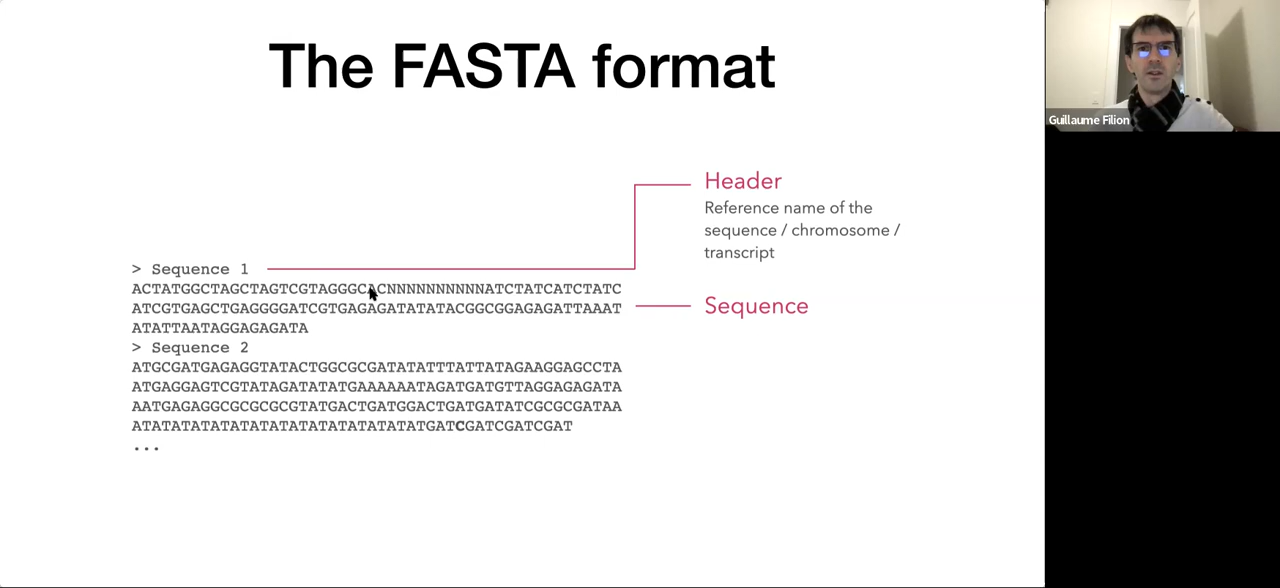 The FASTA format
Guillaume Filion
Header
Reference name of the
sequence / chromosome /
transcript
> Sequence 1
ACTATGGCTAGCTAGTCGTAGGGCACNNNNNNNNNNNATCTATCATCTATC
ATCGTGAGCTGAGGGGATCGTGAGAGATATATACGGCGGAGAGATTAAAT
Sequence
ATATTAATAGGAGAGATA
> Sequence 2
ATGCGATGAGAGGTATACTGGCGCGATATATTTATTATAGAAGGAGCCTA
ATGAGGAGTCGTATAGATATATGAAAAAATAGATGATGTTAGGAGAGATA
AATGAGAGGCGCGCGCGTATGACTGATGGACTGATGATATCGCGCGATAA
ATATATATATATATATATATATATATATATGATCGATCGATCGAT
...